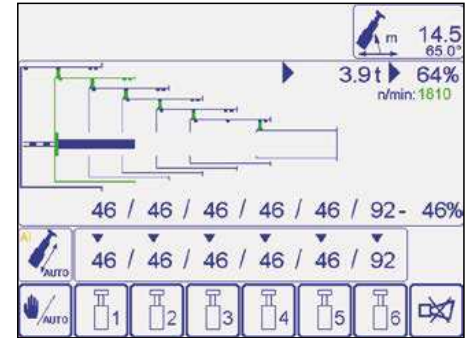 m 14.5
65.0°
3.9 t 64%
n/min: 1810
46 / 46 / 46 / 46 / 46 / 92 - 46%
AUTO 46 / 46 / 46 / 46 / 46 / 92
/AUTO 1 2 3 4 5 6